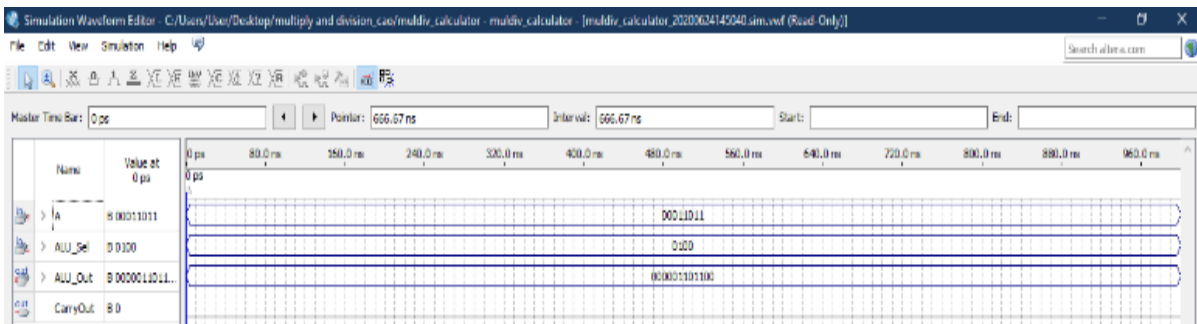 Simulation Waveform Editor - C:/Users/User/Desktop/multiply and division_cao/muldiv_calculator - muldiv_calculator - [muldiv_calculator_20200624145040.sim.vwf (Read-Only)]
File Edit View Simulation Help
Search altera.com
Master Time Bar: 0 ps Pointer: 666.67 ns Interval: 666.67 ns Start: End:
Name Value at 0 ps
0 ps 80.0 ns 160.0 ns 240.0 ns 320.0 ns 400.0 ns 480.0 ns 560.0 ns 640.0 ns 720.0 ns 800.0 ns 880.0 ns 960.0 ns
0 ps
A B 00011011 00011011
ALU_Sel B 0100 0100
ALU_Out B 0000011011... 000001101100
CarryOut B 0